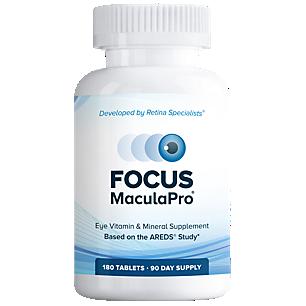 Developed by Retina Specialists*
FOCUS
MaculaPro®
Eye Vitamin & Mineral Supplement
Based on the AREDS® Study*
180 TABLETS • 90 DAY SUPPLY